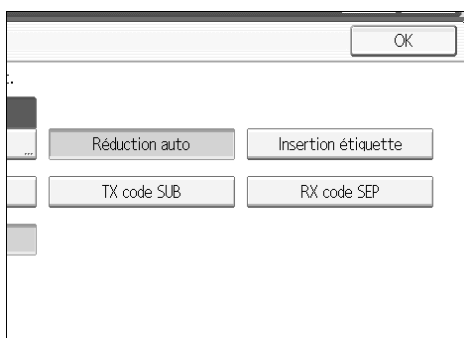 OK
t.
...
Réduction auto
Insertion étiquette
TX code SUB
RX code SEP